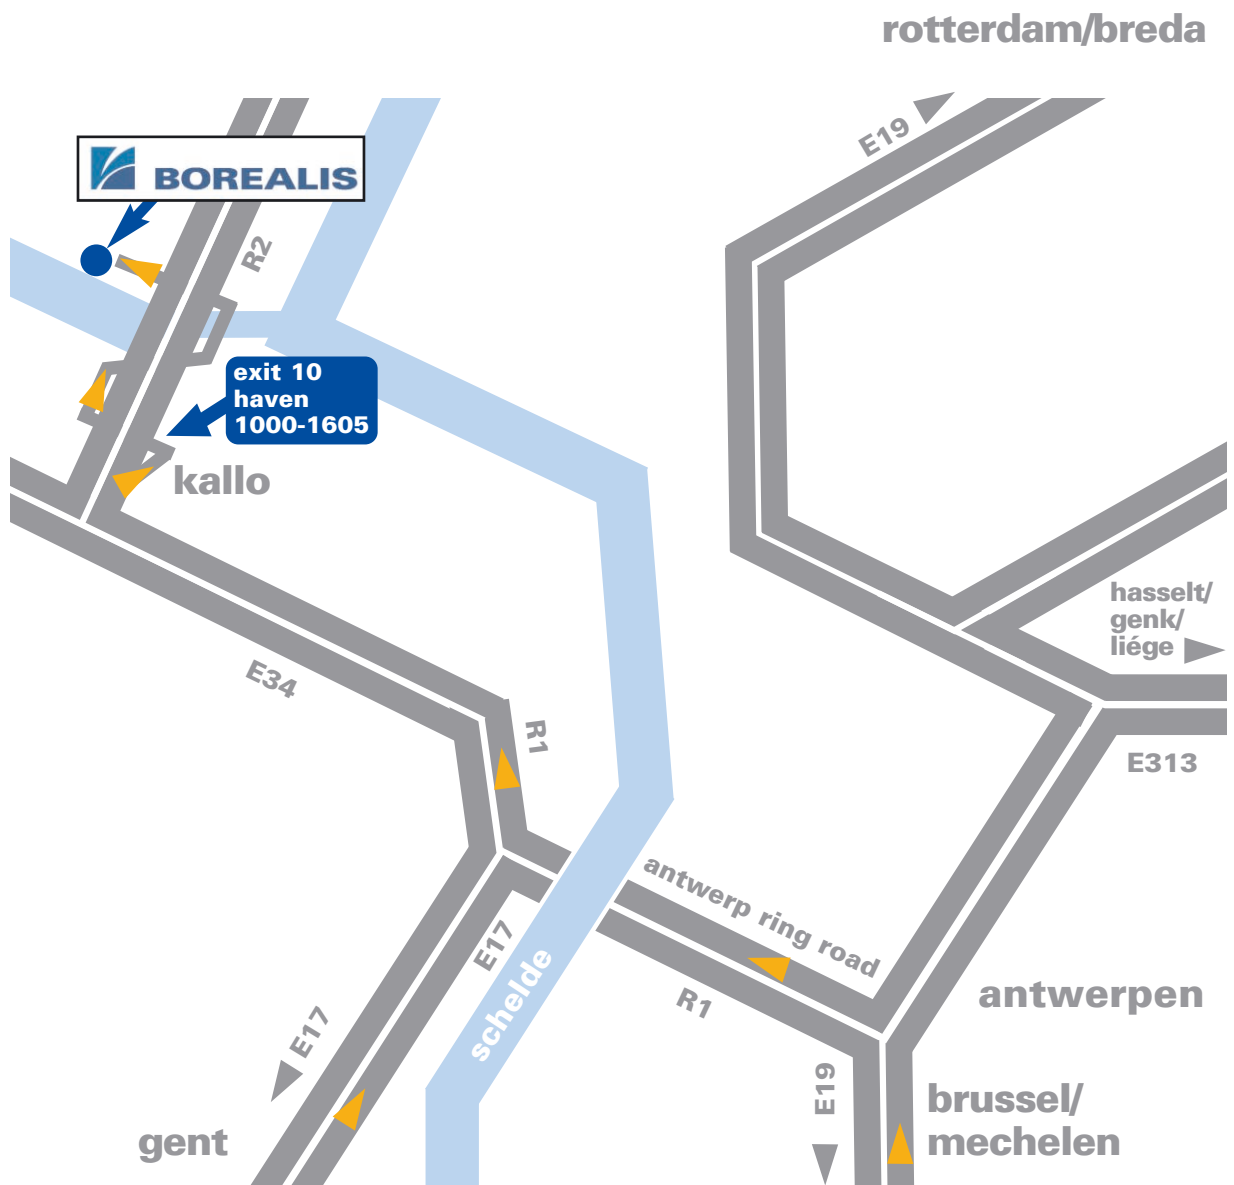 rotterdam/breda
E19
BOREALIS
R2
exit 10
haven
1000-1605
kallo
hasselt/
genk/
liége
E34
R1
E313
antwerp ring road
E17
schelde
R1
antwerpen
E17
E19
brussel/
mechelen
gent